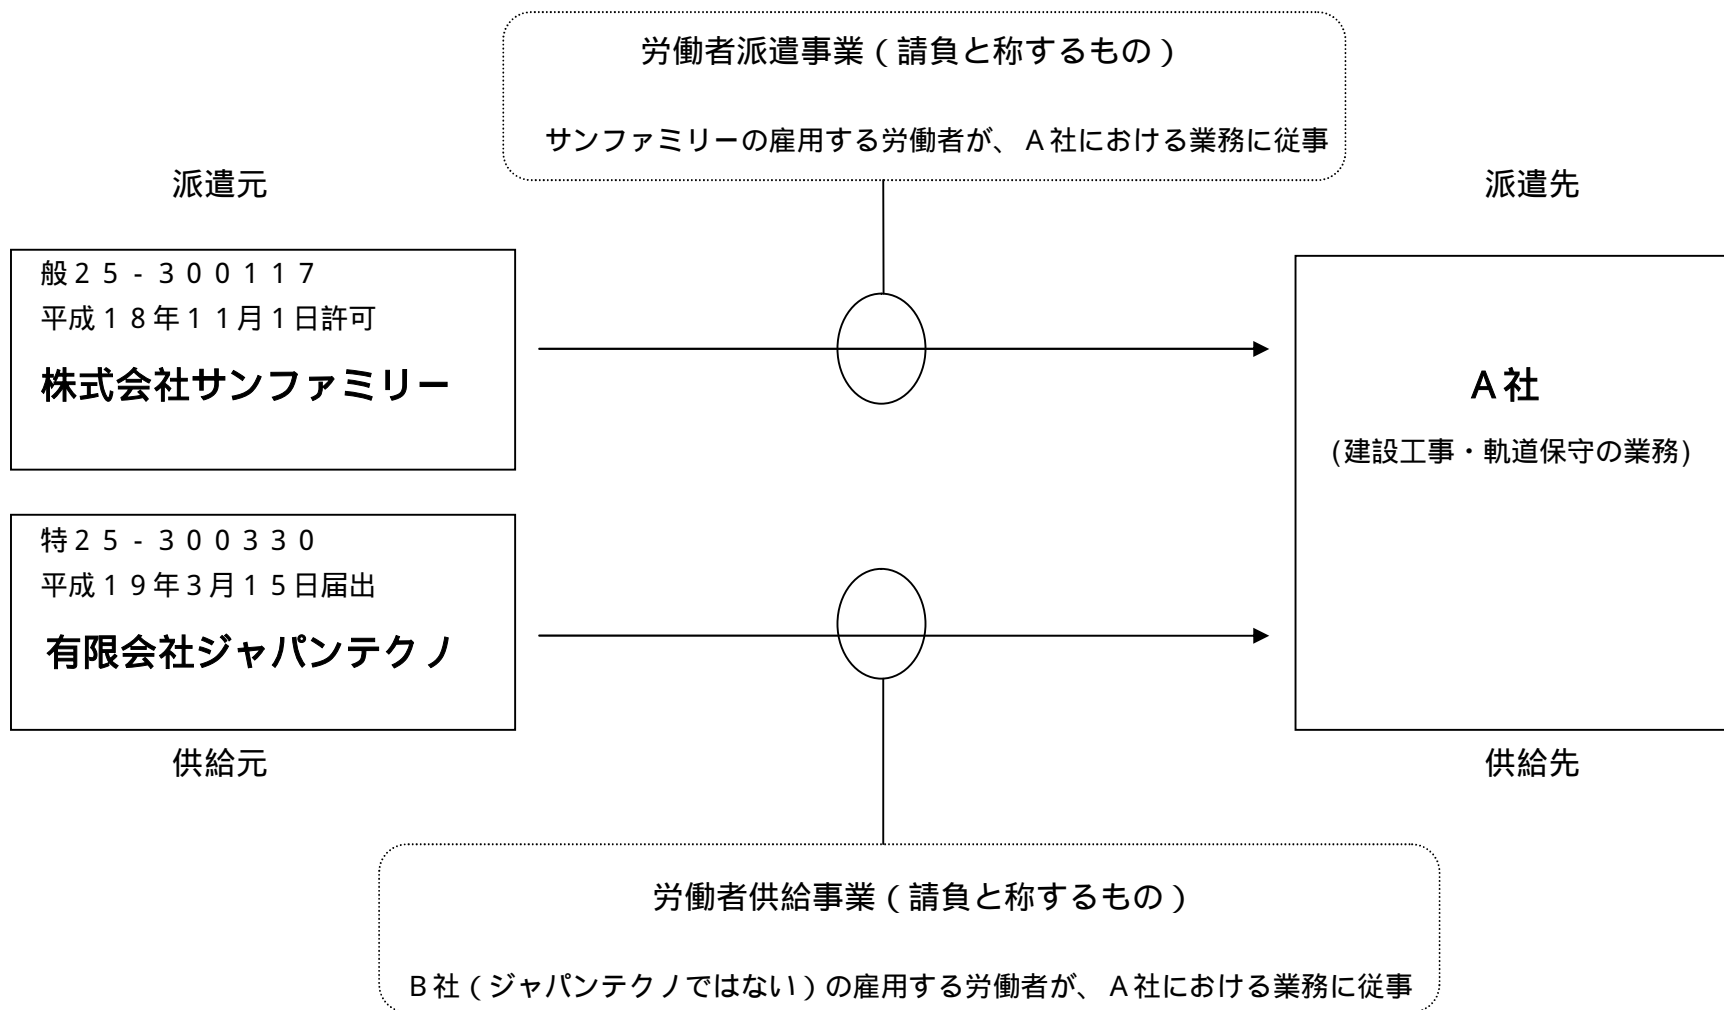 労働者派遣事業（請負と称するもの）
サンファミリーの雇用する労働者が、Ａ社における業務に従事
派遣元
派遣先
般２５-３００１１７
平成１８年１１月１日許可
株式会社サンファミリー
Ａ社
(建設工事・軌道保守の業務)
特２５-３００３３０
平成１９年３月１５日届出
有限会社ジャパンテクノ
供給元
供給先
労働者供給事業（請負と称するもの）
Ｂ社（ジャパンテクノではない）の雇用する労働者が、Ａ社における業務に従事